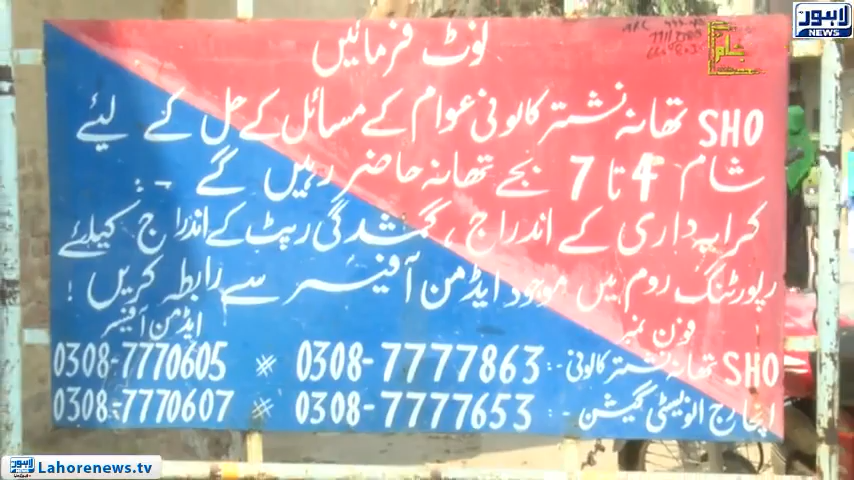 لاہور
NEWS
نوٹ فرمائیں
SHO تھانہ نشتر کالونی عوام کے مسائل کے حل کے لیئے
شام 4 تا 7 بجے تھانہ حاضر رہیں گے -:
کرایہ داری کے اندراج ، گمشدگی رپٹ کے اندراج کیلئے
رپورٹنگ روم میں موجود ایڈمن آفیسر سے رابطہ کریں !
فون نمبر ایڈمن آفیسر
SHO تھانہ نشتر کالونی -: 0308-7777863 # 0308-7770605
انچارج انویسٹی گیشن -: 0308-7777653 # 0308-7770607
لاہور
NEWS
Lahorenews.tv